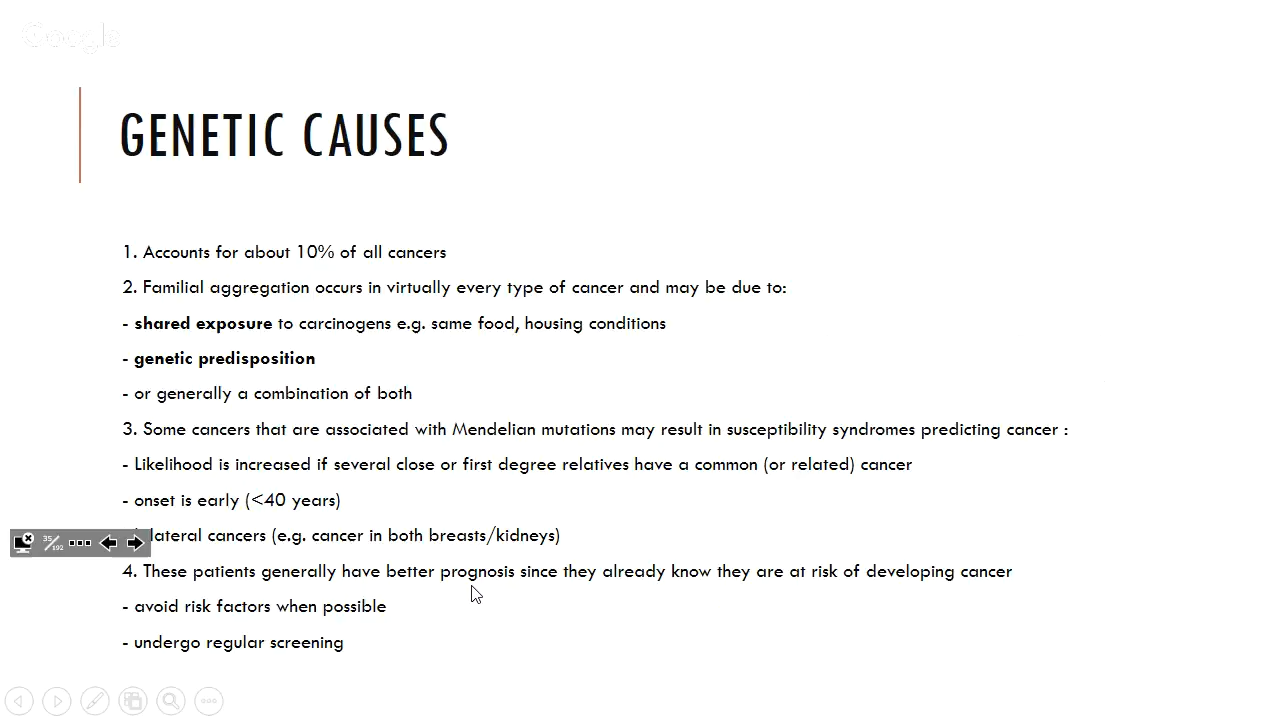 Google
GENETIC CAUSES
1. Accounts for about 10% of all cancers
2. Familial aggregation occurs in virtually every type of cancer and may be due to:
- shared exposure to carcinogens e.g. same food, housing conditions
- genetic predisposition
- or generally a combination of both
3. Some cancers that are associated with Mendelian mutations may result in susceptibility syndromes predicting cancer :
- Likelihood is increased if several close or first degree relatives have a common (or related) cancer
- onset is early (<40 years)
lateral cancers (e.g. cancer in both breasts/kidneys)
35/192
4. These patients generally have better prognosis since they already know they are at risk of developing cancer
- avoid risk factors when possible
- undergo regular screening